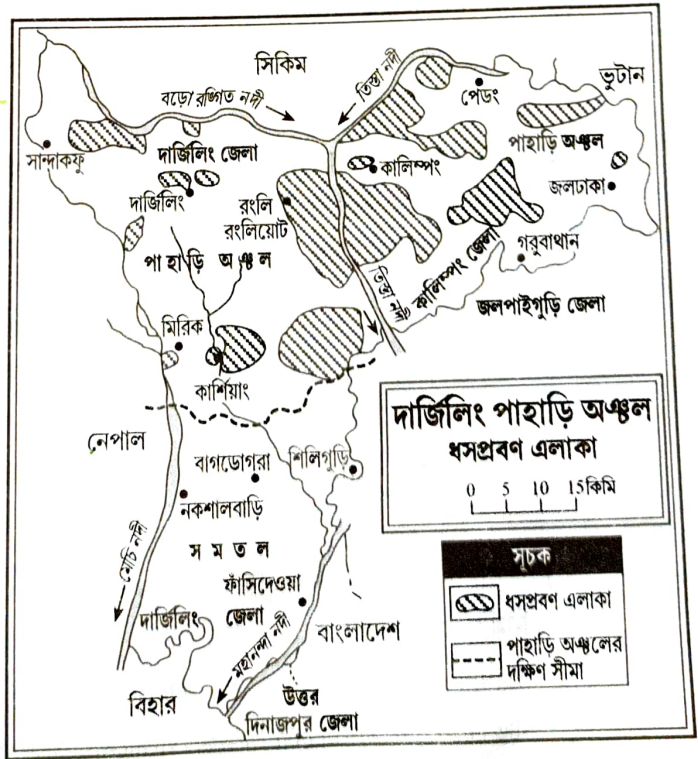 সিকিম
ভুটান
বড়ো রঙ্গিত নদী
তিস্তা নদী
পেডং
সান্দাকফু
দার্জিলিং জেলা
পাহাড়ি অঞ্চল
কালিম্পং
জলঢাকা
দার্জিলিং
রংলি
রংলিয়োট
গরুবাথান
পাহাড়ি অঞ্চল
তিস্তা নদী
কালিম্পং জেলা
জলপাইগুড়ি জেলা
মিরিক
কার্শিয়াং
দার্জিলিং পাহাড়ি অঞ্চল
ধসপ্রবণ এলাকা
0 5 10 15 কিমি
নেপাল
বাগডোগরা
শিলিগুড়ি
নকশালবাড়ি
সমতল
মেচি নদী
ফাঁসিদেওয়া
দার্জিলিং জেলা
মহানন্দা নদী
বাংলাদেশ
বিহার
উত্তর
দিনাজপুর জেলা
সূচক
ধসপ্রবণ এলাকা
পাহাড়ি অঞ্চলের
দক্ষিণ সীমা